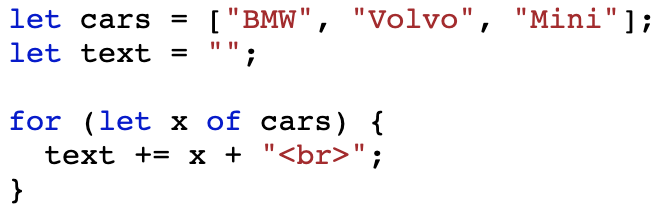 let cars = ["BMW", "Volvo", "Mini"];
let text = "";

for (let x of cars) {
  text += x + "<br>";
}